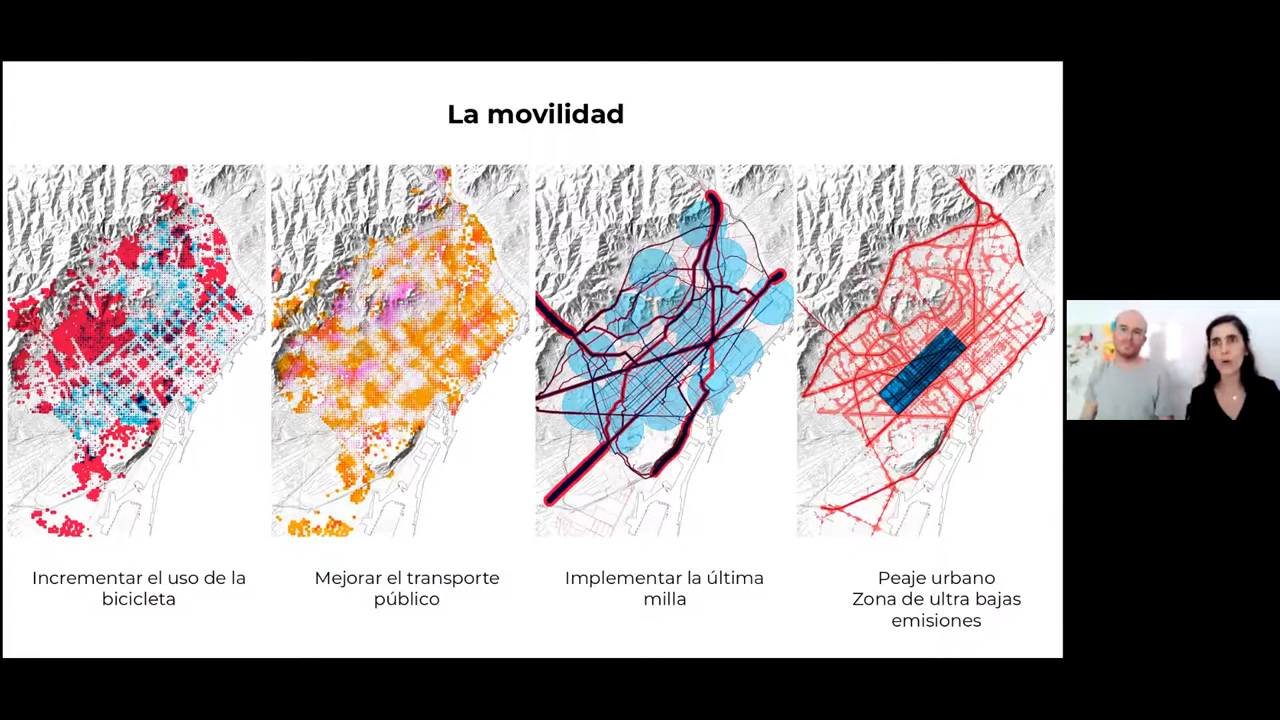 La movilidad
Incrementar el uso de la
bicicleta
Mejorar el transporte
público
Implementar la última
milla
Peaje urbano
Zona de ultra bajas
emisiones